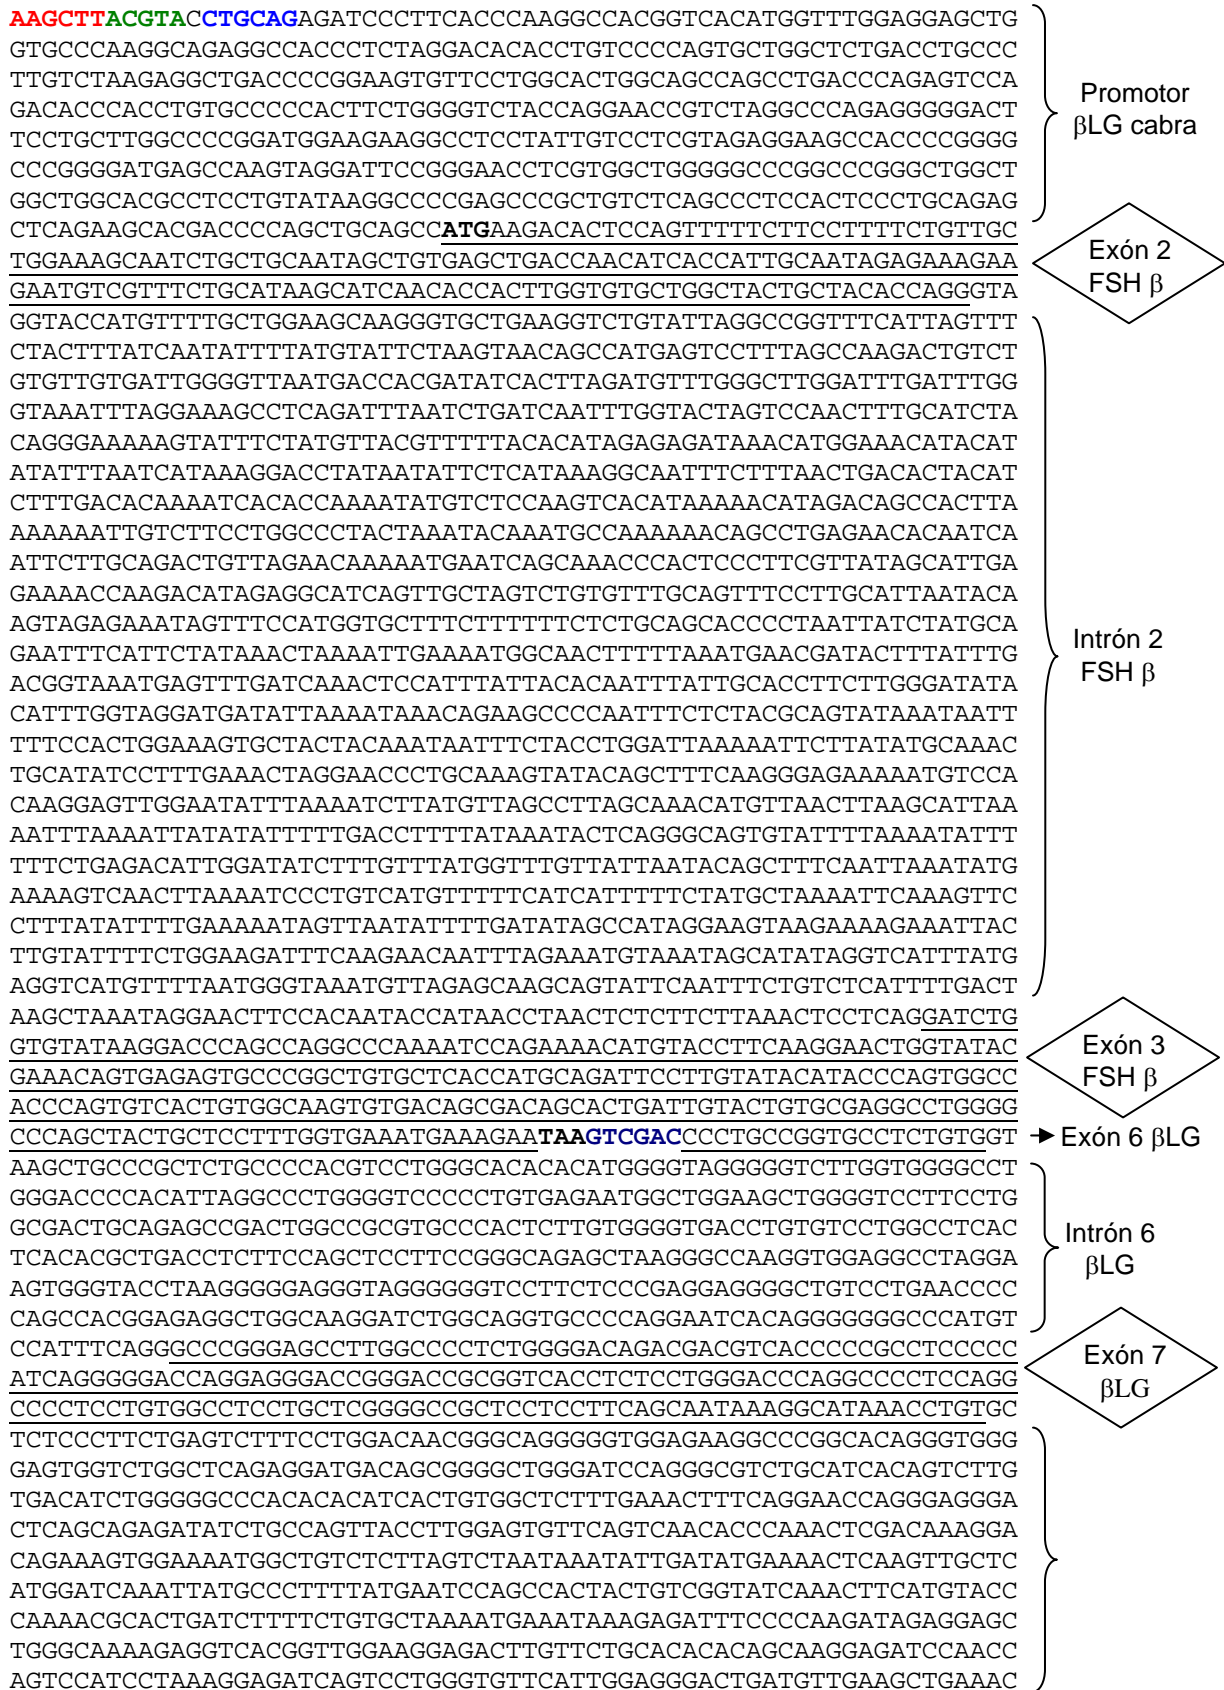 AAGCTTACGTACCTGCAGAGATCCCTTCACCCAAGGCCACGGTCACATGGTTTGGAGGAGCTG
GTGCCCAAGGCAGAGGCCACCCTCTAGGACACACCTGTCCCCAGTGCTGGCTCTGACCTGCCC
TTGTCTAAGAGGCTGACCCCGGAAGTGTTCCTGGCACTGGCAGCCAGCCTGACCCAGAGTCCA
GACACCCACCTGTGCCCCCACTTCTGGGGTCTACCAGGAACCGTCTAGGCCCAGAGGGGGACT
TCCTGCTTGGCCCCGGATGGAAGAAGGCCTCCTATTGTCCTCGTAGAGGAAGCCACCCCGGGG
CCCGGGGATGAGCCAAGTAGGATTCCGGGAACCTCGTGGCTGGGGGCCCGGCCCGGGCTGGCT
GGCTGGCACGCCTCCTGTATAAGGCCCCGAGCCCGCTGTCTCAGCCCTCCACTCCCTGCAGAG
Promotor
βLG cabra
CTCAGAAGCACGACCCCAGCTGCAGCCATGAAGACACTCCAGTTTTTCTTCCTTTTCTGTTGC
TGGAAAGCAATCTGCTGCAATAGCTGTGAGCTGACCAACATCACCATTGCAATAGAGAAAGAA
GAATGTCGTTTCTGCATAAGCATCAACACCACTTGGTGTGCTGGCTACTGCTACACCAGGGTA
Exón 2
FSH β
GGTACCATGTTTTGCTGGAAGCAAGGGTGCTGAAGGTCTGTATTAGGCCGGTTTCATTAGTTT
CTACTTTATCAATATTTTATGTATTCTAAGTAACAGCCATGAGTCCTTTAGCCAAGACTGTCT
GTGTTGTGATTGGGGTTAATGACCACGATATCACTTAGATGTTTGGGCTTGGATTTGATTTGG
GTAAATTTAGGAAAGCCTCAGATTTAATCTGATCAATTTGGTACTAGTCCAACTTTGCATCTA
CAGGGAAAAAGTATTTCTATGTTACGTTTTTACACATAGAGAGATAAACATGGAAACATACAT
ATATTTAATCATAAAGGACCTATAATATTCTCATAAAGGCAATTTCTTTAACTGACACTACAT
CTTTGACACAAAATCACACCAAAATATGTCTCCAAGTCACATAAAAACATAGACAGCCACTTA
AAAAAATTGTCTTCCTGGCCCTACTAAATACAAATGCCAAAAAACAGCCTGAGAACACAATCA
ATTCTTGCAGACTGTTAGAACAAAAATGAATCAGCAAACCCACTCCCTTCGTTATAGCATTGA
GAAAACCAAGACATAGAGGCATCAGTTGCTAGTCTGTGTTTGCAGTTTCCTTGCATTAATACA
AGTAGAGAAATAGTTTCCATGGTGCTTTCTTTTTTCTCTGCAGCACCCCTAATTATCTATGCA
GAATTTCATTCTATAAACTAAAATTGAAAATGGCAACTTTTTAAATGAACGATACTTTATTTG
ACGGTAAATGAGTTTGATCAAACTCCATTTATTACACAATTTATTGCACCTTCTTGGGATATA
CATTTGGTAGGATGATATTAAAATAAACAGAAGCCCCAATTTCTCTACGCAGTATAAATAATT
TTTCCACTGGAAAGTGCTACTACAAATAATTTCTACCTGGATTAAAAATTCTTATATGCAAAC
TGCATATCCTTTGAAACTAGGAACCCTGCAAAGTATACAGCTTTCAAGGGAGAAAAATGTCCA
CAAGGAGTTGGAATATTTAAAATCTTATGTTAGCCTTAGCAAACATGTTAACTTAAGCATTAA
AATTTAAAATTATATATTTTTGACCTTTTATAAATACTCAGGGCAGTGTATTTTAAAATATTT
TTTCTGAGACATTGGATATCTTTGTTTATGGTTTGTTATTAATACAGCTTTCAATTAAATATG
AAAAGTCAACTTAAAATCCCTGTCATGTTTTTCATCATTTTTCTATGCTAAAATTCAAAGTTC
CTTTATATTTTGAAAAATAGTTAATATTTTGATATAGCCATAGGAAGTAAGAAAAGAAATTAC
TTGTATTTTCTGGAAGATTTCAAGAACAATTTAGAAATGTAAATAGCATATAGGTCATTTATG
AGGTCATGTTTTAATGGGTAAATGTTAGAGCAAGCAGTATTCAATTTCTGTCTCATTTTGACT
Intrón 2
FSH β
AAGCTAAATAGGAACTTCCACAATACCATAACCTAACTCTCTTCTTAAACTCCTCAGGATCTG
GTGTATAAGGACCCAGCCAGGCCCAAAATCCAGAAAACATGTACCTTCAAGGAACTGGTATAC
GAAACAGTGAGAGTGCCCGGCTGTGCTCACCATGCAGATTCCTTGTATACATACCCAGTGGCC
ACCCAGTGTCACTGTGGCAAGTGTGACAGCGACAGCACTGATTGTACTGTGCGAGGCCTGGGG
Exón 3
FSH β
CCCAGCTACTGCTCCTTTGGTGAAATGAAAGAATAAGTCGACCCCTGCCGGTGCCTCTGTGGT
Exón 6 βLG
AAGCTGCCCGCTCTGCCCCACGTCCTGGGCACACACATGGGGTAGGGGGTCTTGGTGGGGCCT
GGGACCCCACATTAGGCCCTGGGGTCCCCCTGTGAGAATGGCTGGAAGCTGGGGTCCTTCCTG
GCGACTGCAGAGCCGACTGGCCGCGTGCCCACTCTTGTGGGGTGACCTGTGTCCTGGCCTCAC
TCACACGCTGACCTCTTCCAGCTCCTTCCGGGCAGAGCTAAGGGCCAAGGTGGAGGCCTAGGA
AGTGGGTACCTAAGGGGGAGGGTAGGGGGGTCCTTCTCCCGAGGAGGGGCTGTCCTGAACCCC
CAGCCACGGAGAGGCTGGCAAGGATCTGGCAGGTGCCCCAGGAATCACAGGGGGGGCCCATGT
Intrón 6
βLG
CCATTTCAGGGCCCGGGAGCCTTGGCCCCTCTGGGGACAGACGACGTCACCCCCGCCTCCCCC
ATCAGGGGGACCAGGAGGGACCGGGACCGCGGTCACCTCTCCTGGGACCCAGGCCCCTCCAGG
CCCCTCCTGTGGCCTCCTGCTCGGGGCCGCTCCTCCTTCAGCAATAAAGGCATAAACCTGTGC
Exón 7
βLG
TCTCCCTTCTGAGTCTTTCCTGGACAACGGGCAGGGGGTGGAGAAGGCCCGGCACAGGGTGGG
GAGTGGTCTGGCTCAGAGGATGACAGCGGGGCTGGGATCCAGGGCGTCTGCATCACAGTCTTG
TGACATCTGGGGGCCCACACACATCACTGTGGCTCTTTGAAACTTTCAGGAACCAGGGAGGGA
CTCAGCAGAGATATCTGCCAGTTACCTTGGAGTGTTCAGTCAACACCCAAACTCGACAAAGGA
CAGAAAGTGGAAAATGGCTGTCTCTTAGTCTAATAAATATTGATATGAAAACTCAAGTTGCTC
ATGGATCAAATTATGCCCTTTTATGAATCCAGCCACTACTGTCGGTATCAAACTTCATGTACC
CAAAACGCACTGATCTTTTCTGTGCTAAAATGAAATAAAGAGATTTCCCCAAGATAGAGGAGC
TGGGCAAAAGAGGTCACGGTTGGAAGGAGACTTGTTCTGCACACACAGCAAGGAGATCCAACC
AGTCCATCCTAAAGGAGATCAGTCCTGGGTGTTCATTGGAGGGACTGATGTTGAAGCTGAAAC